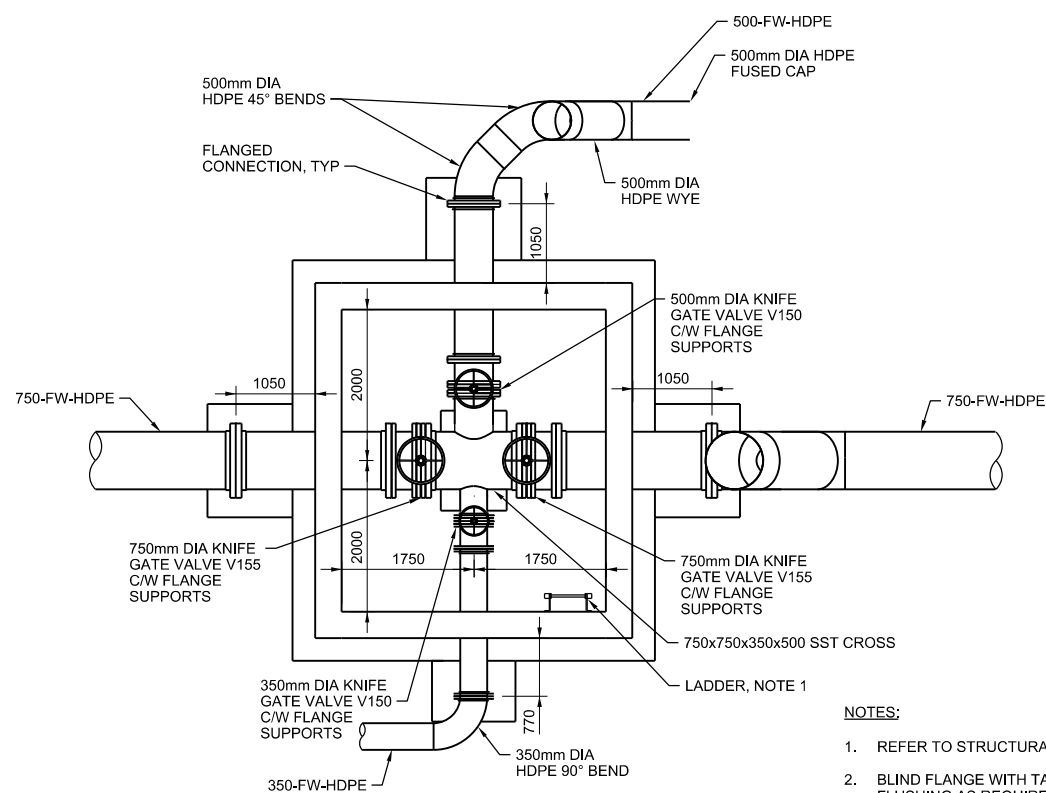 500-FW-HDPE
500mm DIA HDPE
FUSED CAP
500mm DIA
HDPE 45° BENDS
FLANGED
CONNECTION, TYP
500mm DIA
HDPE WYE
1050
500mm DIA KNIFE
GATE VALVE V150
C/W FLANGE
SUPPORTS
2000
1050
1050
750-FW-HDPE
750-FW-HDPE
750mm DIA KNIFE
GATE VALVE V155
C/W FLANGE
SUPPORTS
2000
1750
1750
750mm DIA KNIFE
GATE VALVE V155
C/W FLANGE
SUPPORTS
750x750x350x500 SST CROSS
LADDER, NOTE 1
350mm DIA KNIFE
GATE VALVE V150
C/W FLANGE
SUPPORTS
770
350mm DIA
HDPE 90° BEND
350-FW-HDPE
NOTES:
1. REFER TO STRUCTURA
2. BLIND FLANGE WITH TA